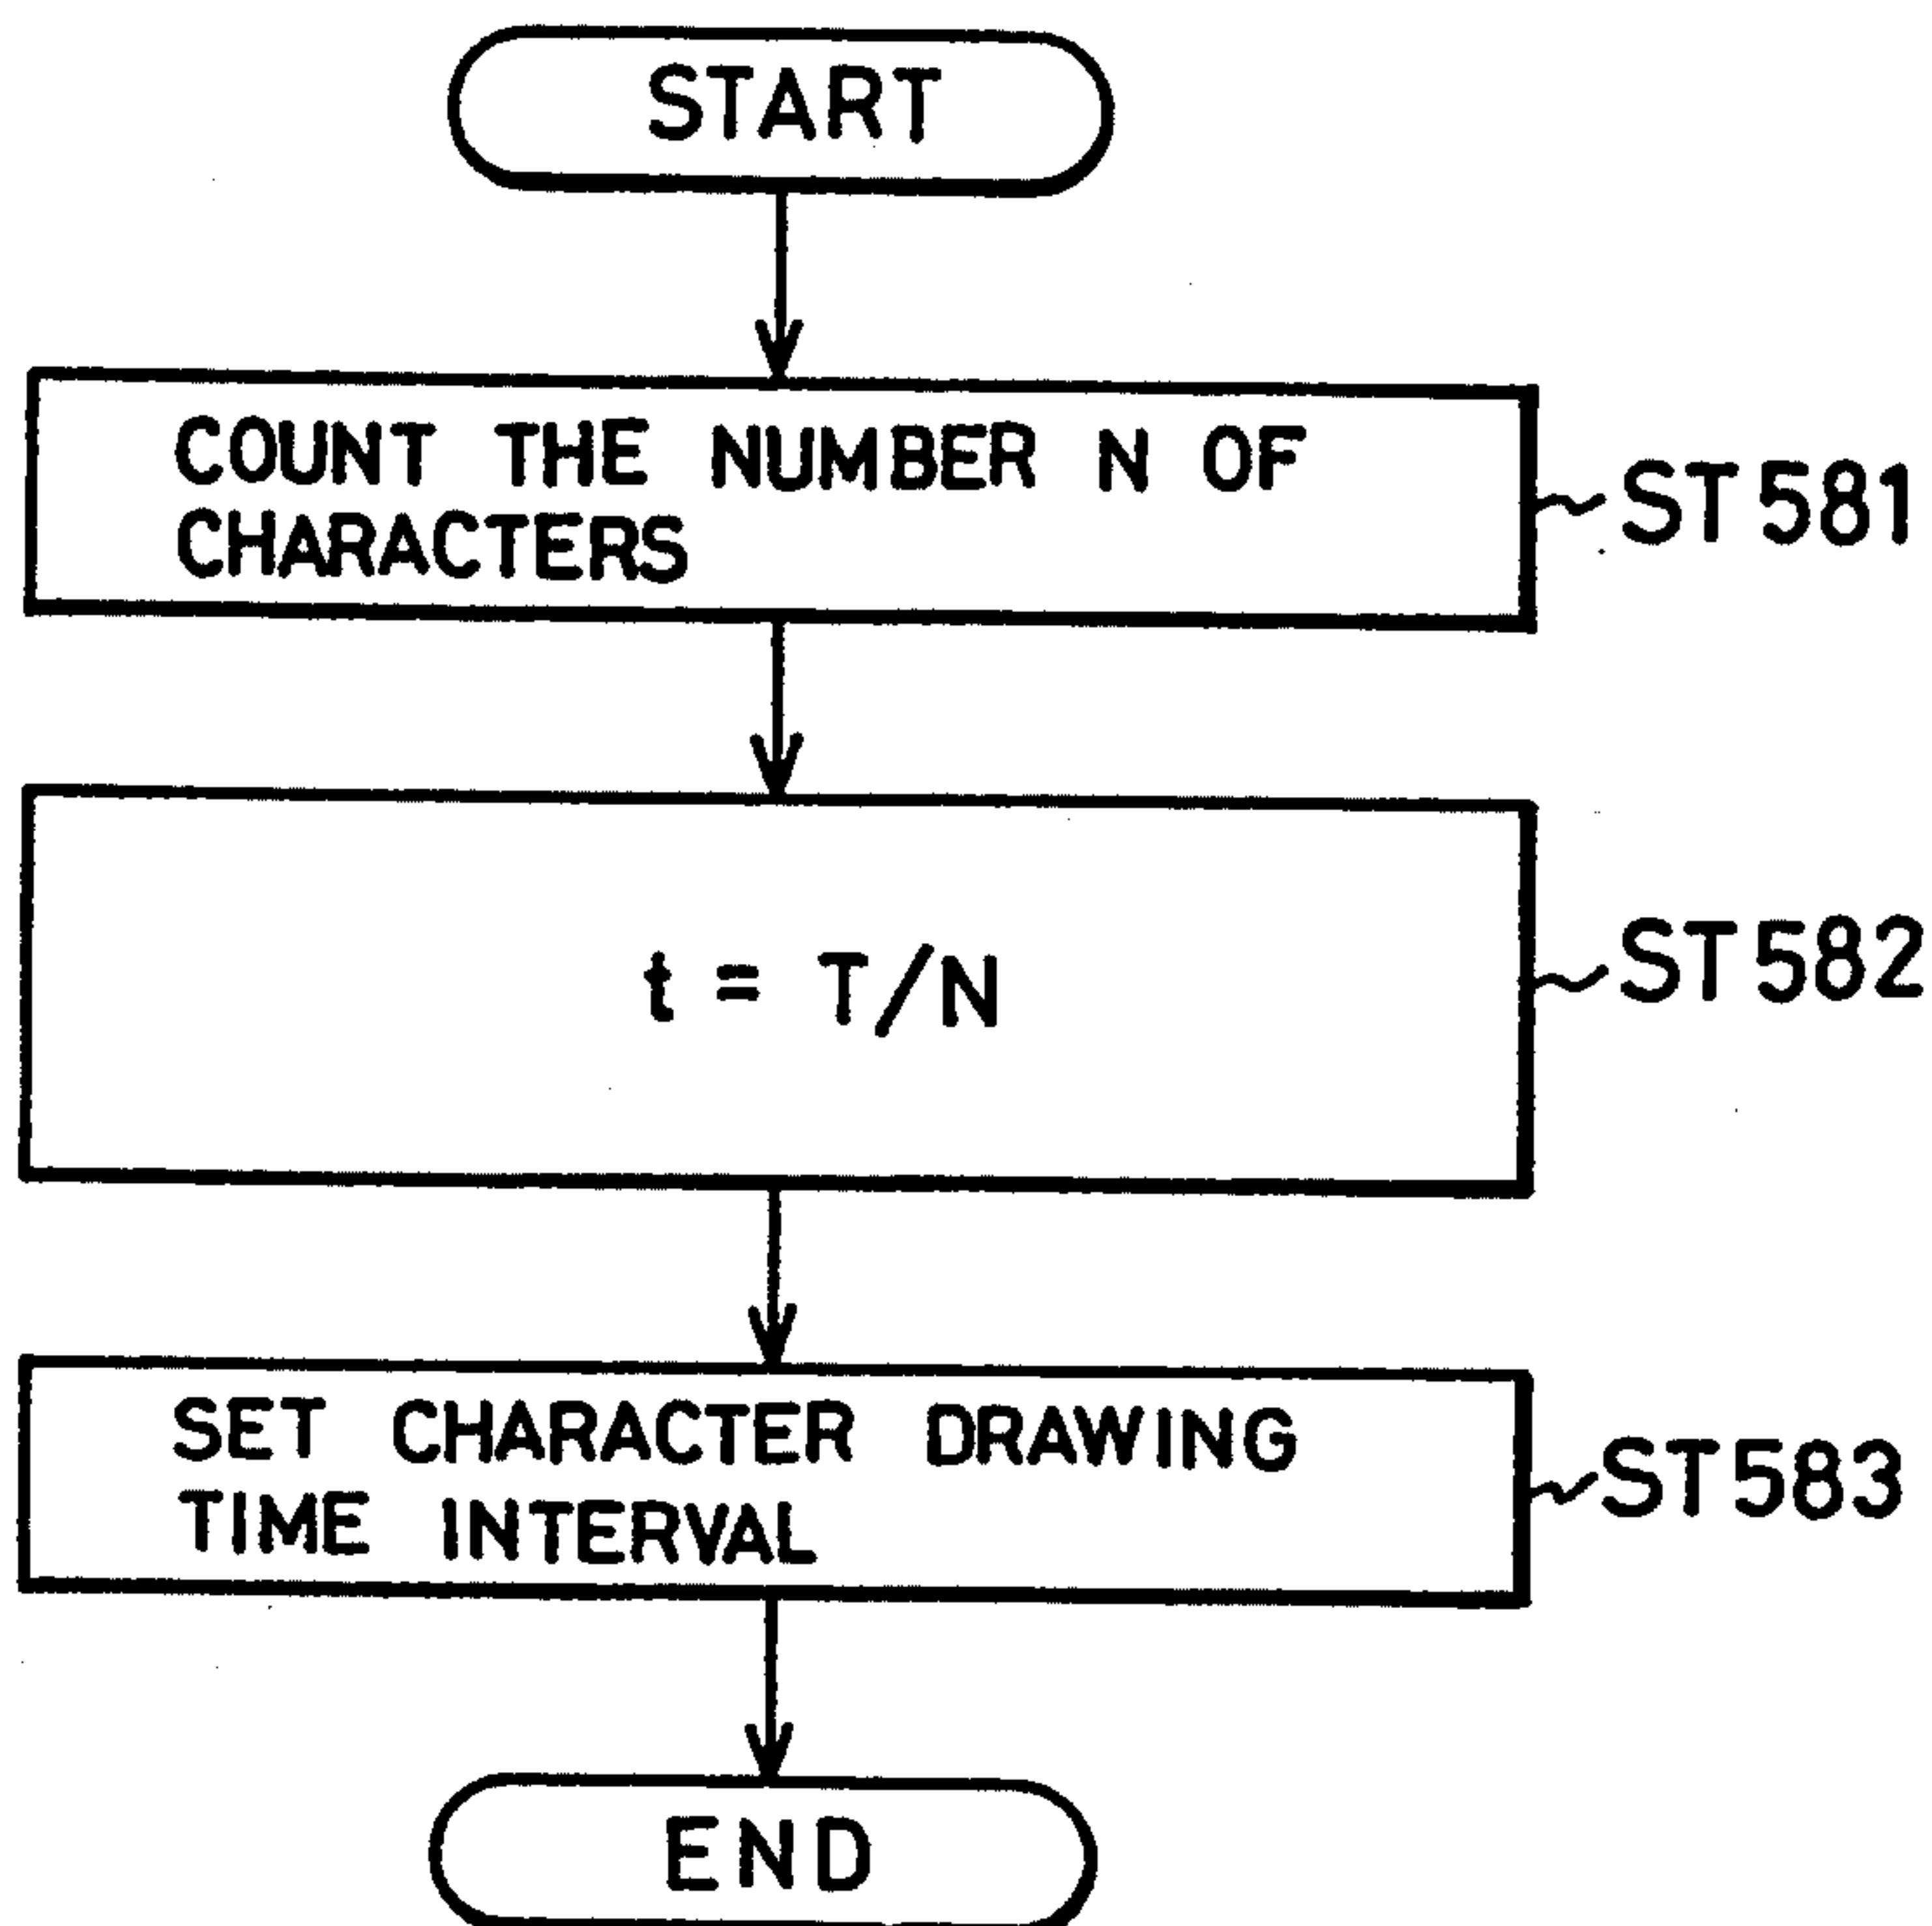 START
COUNT THE NUMBER N OF
CHARACTERS
ST581
t = T/N
ST582
SET CHARACTER DRAWING
TIME INTERVAL
ST583
END